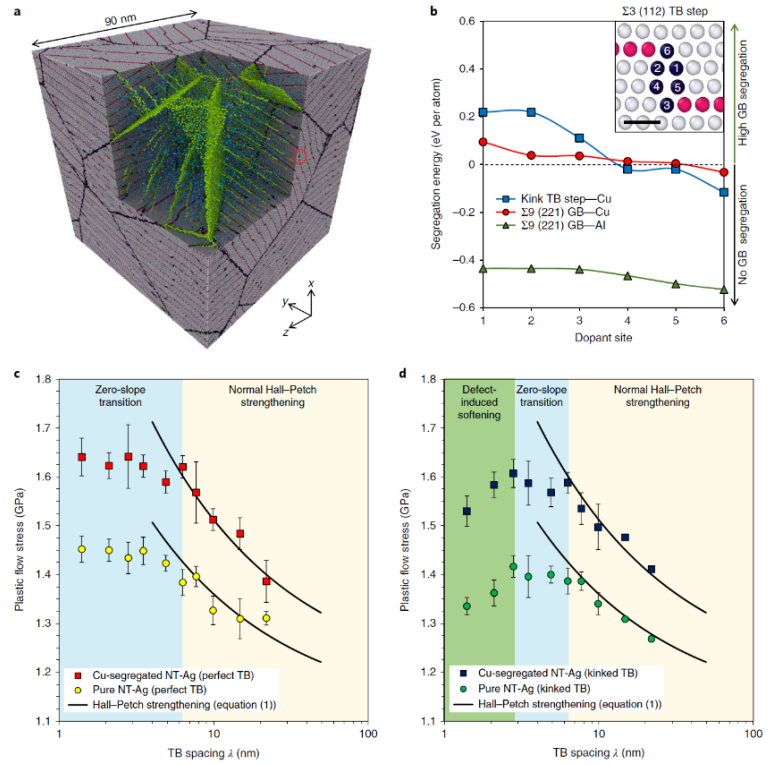 a
90 nm
x
y
z
b
Σ3 (112) TB step
Segregation energy (eV per atom)
0.6
0.4
0.2
0
−0.2
−0.4
−0.6
6
2 1
4 5
3
Kink TB step—Cu
Σ9 (221) GB—Cu
Σ9 (221) GB—Al
1 2 3 4 5 6
Dopant site
High GB segregation
No GB segregation
c
Zero-slope
transition
Normal Hall–Petch
strengthening
Plastic flow stress (GPa)
1.8
1.7
1.6
1.5
1.4
1.3
1.2
1.1
Cu-segregated NT-Ag (perfect TB)
Pure NT-Ag (perfect TB)
Hall–Petch strengthening (equation (1))
1 10 100
TB spacing λ (nm)
d
Defect-
induced
softening
Zero-slope
transition
Normal Hall–Petch
strengthening
Plastic flow stress (GPa)
1.8
1.7
1.6
1.5
1.4
1.3
1.2
1.1
Cu-segregated NT-Ag (kinked TB)
Pure NT-Ag (kinked TB)
Hall–Petch strengthening (equation (1))
1 10 100
TB spacing λ (nm)